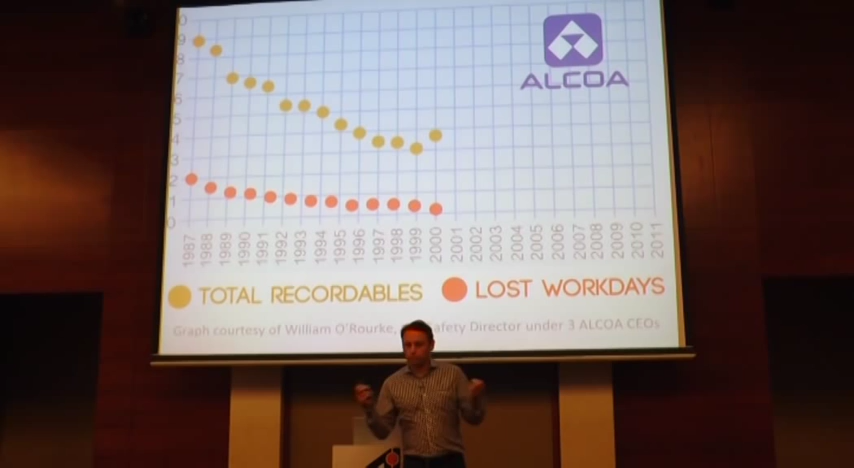 9
8
7
6
5
4
3
2
1
0
ALCOA
1987 1988 1989 1990 1991 1992 1993 1994 1995 1996 1997 1998 1999 2000 2001 2002 2003 2004 2005 2006 2007 2008 2009 2010 2011
TOTAL RECORDABLES LOST WORKDAYS
Graph courtesy of William O'Rourke, Director under 3 ALCOA CEOs